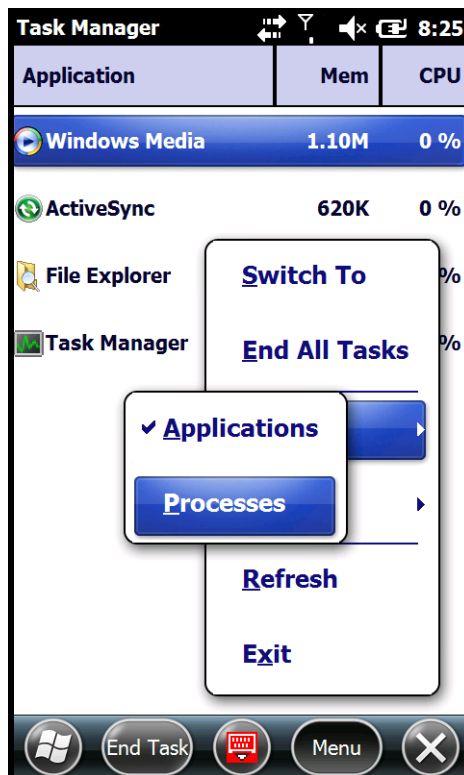 Task Manager 8:25
Application Mem CPU
Windows Media 1.10M 0 %
ActiveSync 620K 0 %
File Explorer %
Task Manager %
Switch To
End All Tasks
Applications
Processes
Refresh
Exit
End Task Menu